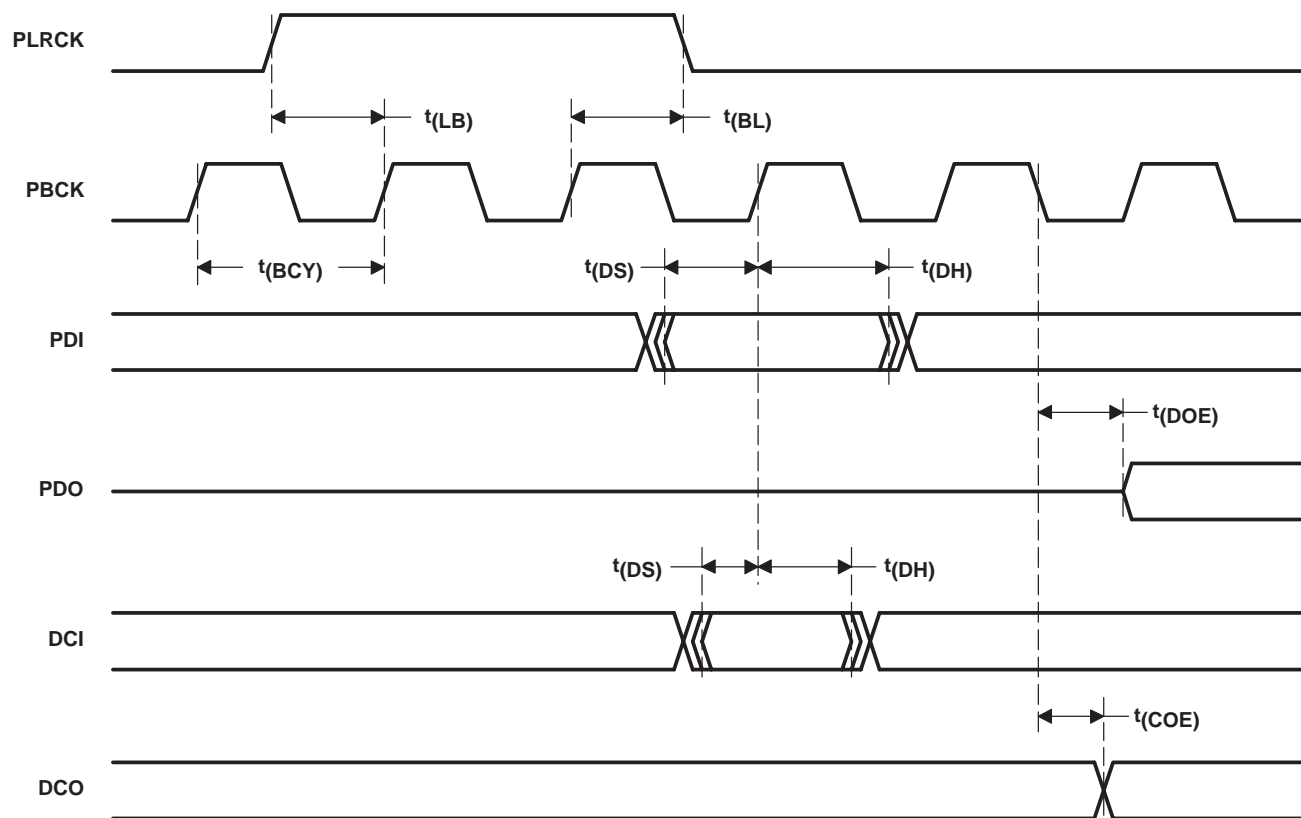 PLRCK
t(LB)
t(BL)
PBCK
t(BCY)
t(DS)
t(DH)
PDI
t(DOE)
PDO
t(DS)
t(DH)
DCI
t(COE)
DCO